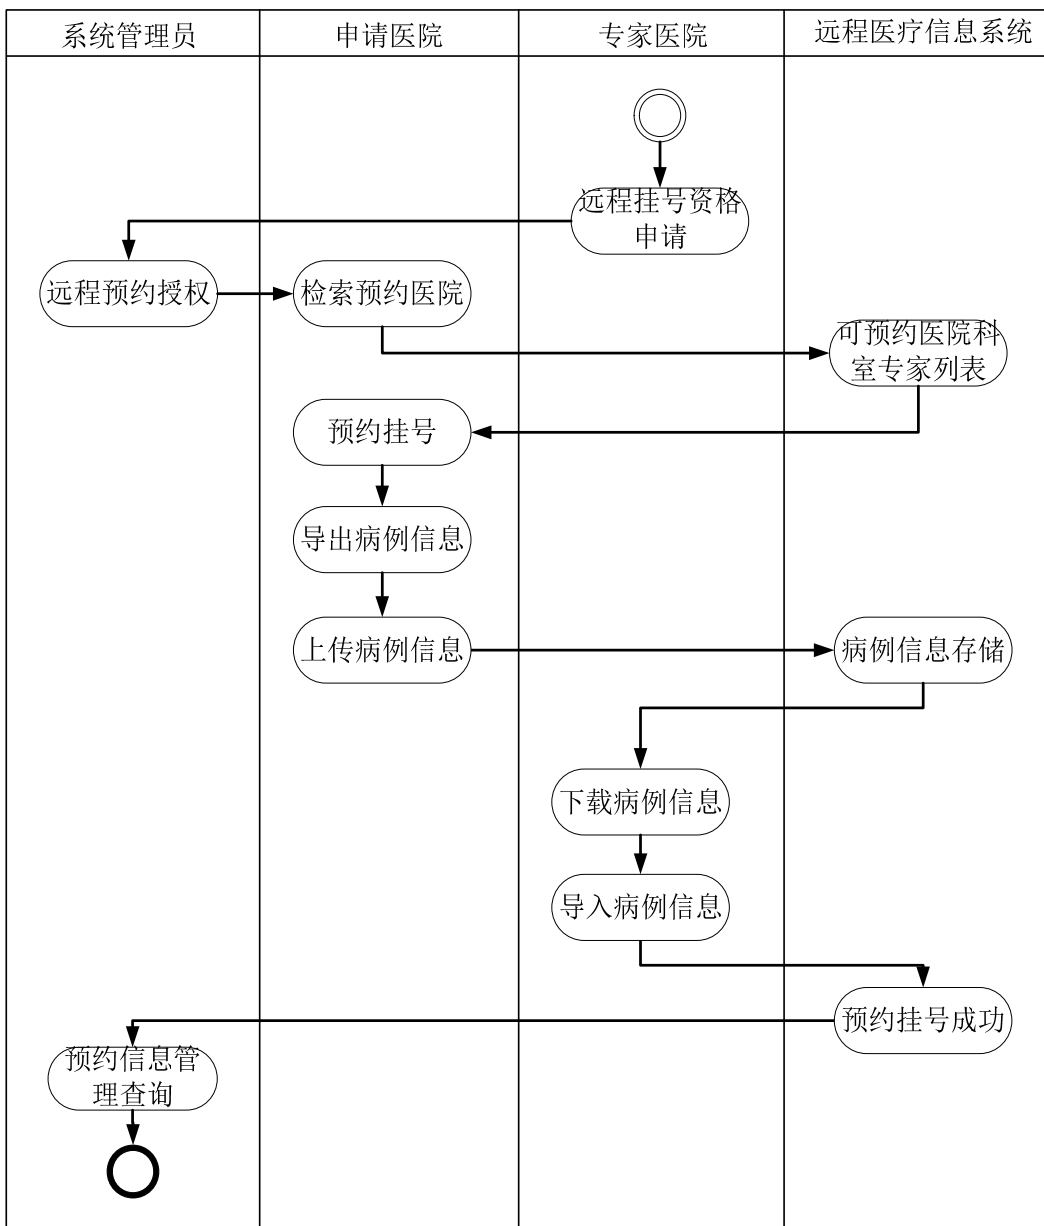 系统管理员
申请医院
专家医院
远程医疗信息系统
远程挂号资格
申请
远程预约授权
检索预约医院
可预约医院科
室专家列表
预约挂号
导出病例信息
上传病例信息
病例信息存储
下载病例信息
导入病例信息
预约挂号成功
预约信息管
理查询